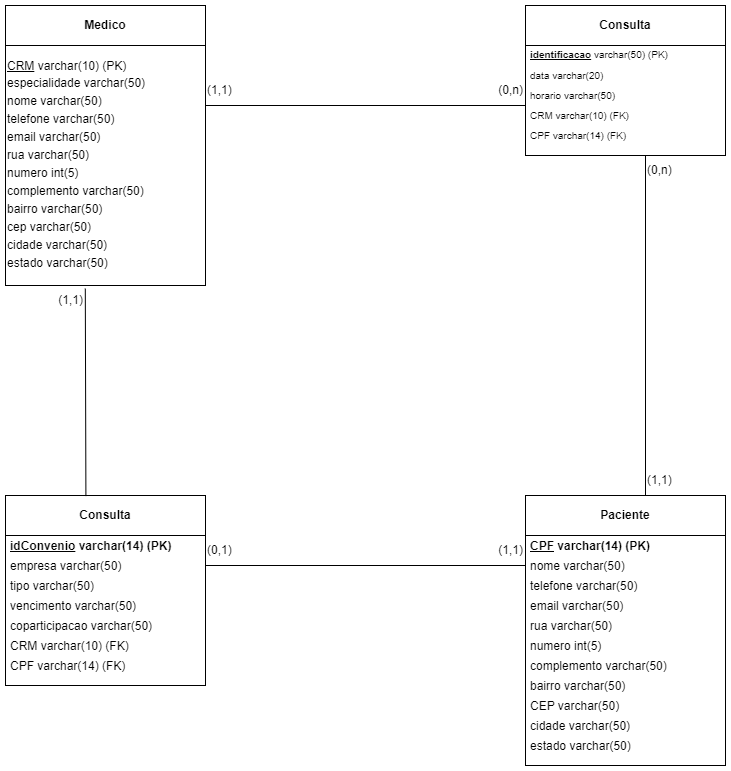 Medico
CRM varchar(10) (PK)
especialidade varchar(50)
nome varchar(50)
telefone varchar(50)
email varchar(50)
rua varchar(50)
numero int(5)
complemento varchar(50)
bairro varchar(50)
cep varchar(50)
cidade varchar(50)
estado varchar(50)
(1,1)
(0,n)
Consulta
identificacao varchar(50) (PK)
data varchar(20)
horario varchar(50)
CRM varchar(10) (FK)
CPF varchar(14) (FK)
(0,n)
(1,1)
(1,1)
Consulta
idConvenio varchar(14) (PK)
empresa varchar(50)
tipo varchar(50)
vencimento varchar(50)
coparticipacao varchar(50)
CRM varchar(10) (FK)
CPF varchar(14) (FK)
(0,1)
(1,1)
Paciente
CPF varchar(14) (PK)
nome varchar(50)
telefone varchar(50)
email varchar(50)
rua varchar(50)
numero int(5)
complemento varchar(50)
bairro varchar(50)
CEP varchar(50)
cidade varchar(50)
estado varchar(50)